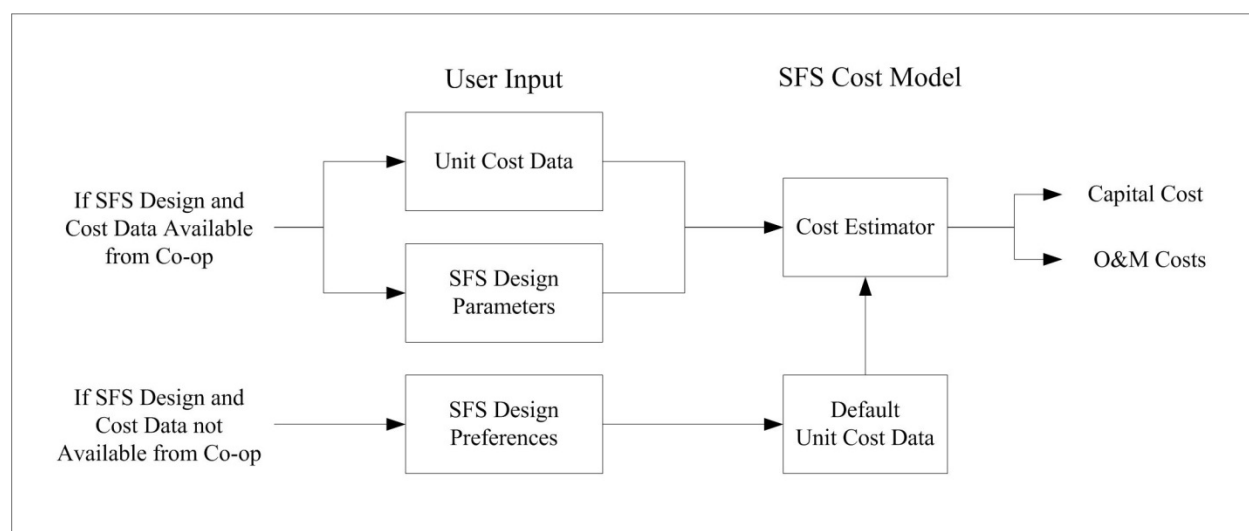 User Input
SFS Cost Model
If SFS Design and
Cost Data Available
from Co-op
Unit Cost Data
SFS Design
Parameters
Cost Estimator
Capital Cost
O&M Costs
If SFS Design and
Cost Data not
Available from Co-op
SFS Design
Preferences
Default
Unit Cost Data